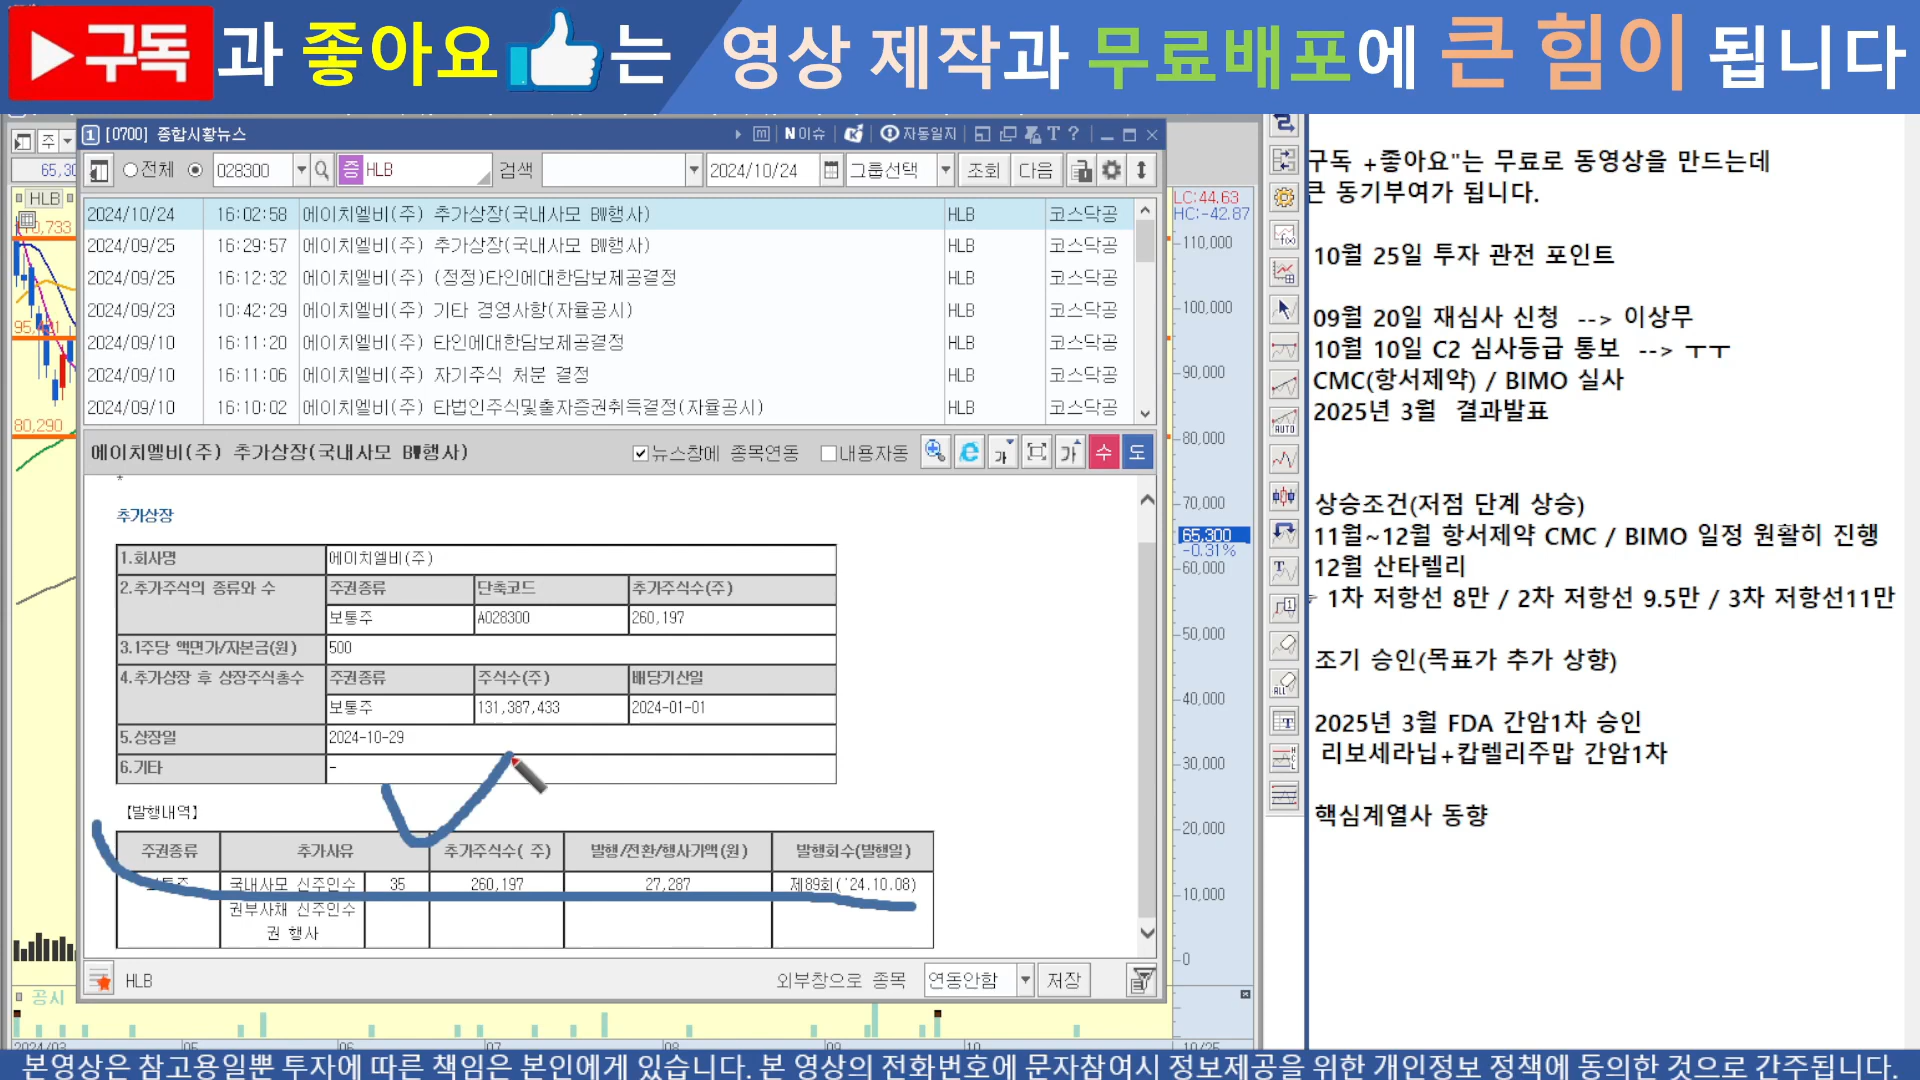 구독과 좋아요는 영상 제작과 무료배포에 큰 힘이 됩니다
1 [0700] 종합시황뉴스 N이슈 자동일지 T ?
주
전체 028300 증 HLB 검색 2024/10/24 그룹선택 조회 다음
65,30
HLB
2024/10/24 16:02:58 에이치엘비(주) 추가상장(국내사모 BW행사) HLB 코스닥공
2024/09/25 16:29:57 에이치엘비(주) 추가상장(국내사모 BW행사) HLB 코스닥공
2024/09/25 16:12:32 에이치엘비(주) (정정)타인에대한담보제공결정 HLB 코스닥공
2024/09/23 10:42:29 에이치엘비(주) 기타 경영사항(자율공시) HLB 코스닥공
2024/09/10 16:11:20 에이치엘비(주) 타인에대한담보제공결정 HLB 코스닥공
2024/09/10 16:11:06 에이치엘비(주) 자기주식 처분 결정 HLB 코스닥공
2024/09/10 16:10:02 에이치엘비(주) 타법인주식및출자증권취득결정(자율공시) HLB 코스닥공
80,290
에이치엘비(주) 추가상장(국내사모 BW행사) 뉴스창에 종목연동 내용자동 가 가 수 도
*
추가상장
1.회사명 에이치엘비(주)
2.추가주식의 종류와 수 주권종류 단축코드 추가주식수(주)
보통주 A028300 260,197
3.1주당 액면가/자본금(원) 500
4.추가상장 후 상장주식총수 주권종류 주식수(주) 배당기산일
보통주 131,387,433 2024-01-01
5.상장일 2024-10-29
6.기타 -
【발행내역】
주권종류 추가사유 추가주식수( 주) 발행/전환/행사가액(원) 발행회수(발행일)
보통주 국내사모 신주인수 35 260,197 27,287 제89회('24.10.08)
권부사채 신주인수
권 행사
HLB 외부창으로 종목 연동안함 저장
공시
LC:44.63
HC:-42.87
110,000
100,000
90,000
80,000
70,000
65,300
-0.31%
60,000
50,000
40,000
30,000
20,000
10,000
0
2024/03 05 06 07 08 09 10 10/25
구독 +좋아요"는 무료로 동영상을 만드는데
큰 동기부여가 됩니다.
10월 25일 투자 관전 포인트
09월 20일 재심사 신청 --> 이상무
10월 10일 C2 심사등급 통보 --> ㅜㅜ
CMC(항서제약) / BIMO 실사
2025년 3월 결과발표
상승조건(저점 단계 상승)
11월~12월 항서제약 CMC / BIMO 일정 원활히 진행
12월 산타렐리
1차 저항선 8만 / 2차 저항선 9.5만 / 3차 저항선11만
조기 승인(목표가 추가 상향)
2025년 3월 FDA 간암1차 승인
리보세라닙+캅렐리주맙 간암1차
핵심계열사 동향
본영상은 참고용일뿐 투자에 따른 책임은 본인에게 있습니다. 본 영상의 전화번호에 문자참여시 정보제공을 위한 개인정보 정책에 동의한 것으로 간주됩니다.